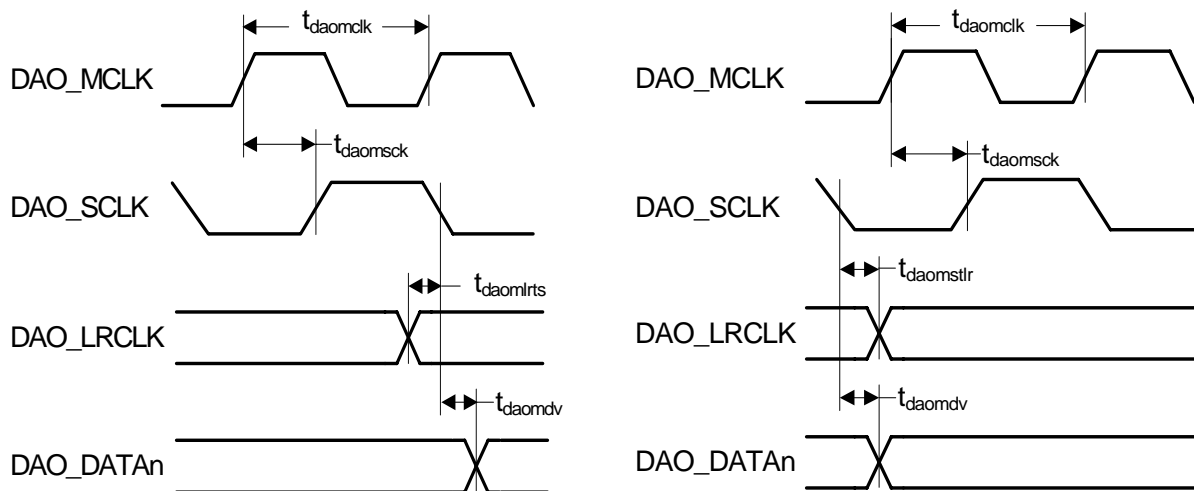 t_daomclk
DAO_MCLK
t_daomsck
DAO_SCLK
t_daomlrts
DAO_LRCLK
t_daomdv
DAO_DATAn
t_daomclk
DAO_MCLK
t_daomsck
DAO_SCLK
t_daomstlr
DAO_LRCLK
t_daomdv
DAO_DATAn